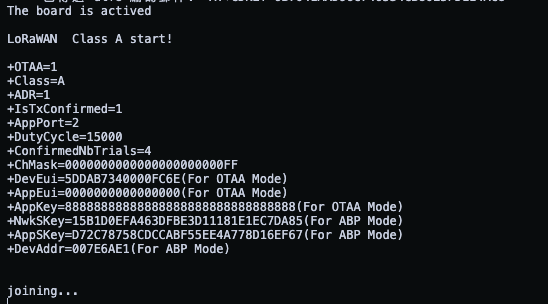 The board is actived
LoRaWAN  Class A start!
+OTAA=1
+Class=A
+ADR=1
+IsTxConfirmed=1
+AppPort=2
+DutyCycle=15000
+ConfirmedNbTrials=4
+ChMask=0000000000000000000000FF
+DevEui=5DDAB7340000FC6E(For OTAA Mode)
+AppEui=0000000000000000(For OTAA Mode)
+AppKey=88888888888888888888888888888888(For OTAA Mode)
+NwkSKey=15B1D0EFA463DFBE3D11181E1EC7DA85(For ABP Mode)
+AppSKey=D72C78758CDCCABF55EE4A778D16EF67(For ABP Mode)
+DevAddr=007E6AE1(For ABP Mode)
joining...